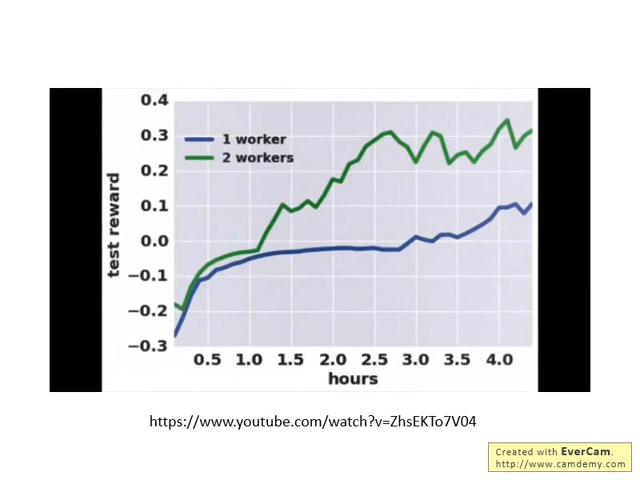 0.4
0.3
0.2
0.1
0.0
−0.1
−0.2
−0.3
test reward
1 worker
2 workers
0.5 1.0 1.5 2.0 2.5 3.0 3.5 4.0
hours
https://www.youtube.com/watch?v=ZhsEKTo7V04
Created with EverCam.
http://www.camdemy.com